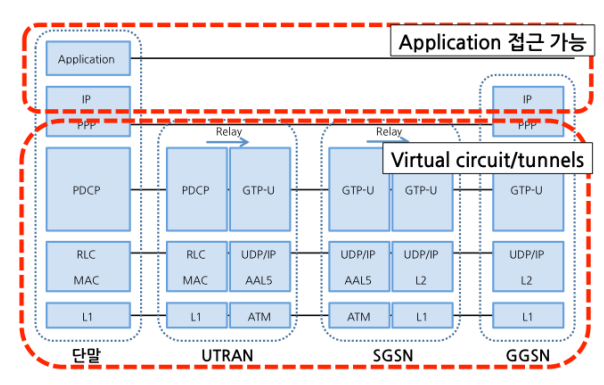 Application 접근 가능
Application
IP
IP
PPP
PPP
Relay
Relay
Virtual circuit/tunnels
PDCP
PDCP
GTP-U
GTP-U
GTP-U
GTP-U
RLC
RLC
UDP/IP
UDP/IP
UDP/IP
UDP/IP
MAC
MAC
AAL5
AAL5
L2
L2
L1
L1
ATM
ATM
L1
L1
단말
UTRAN
SGSN
GGSN